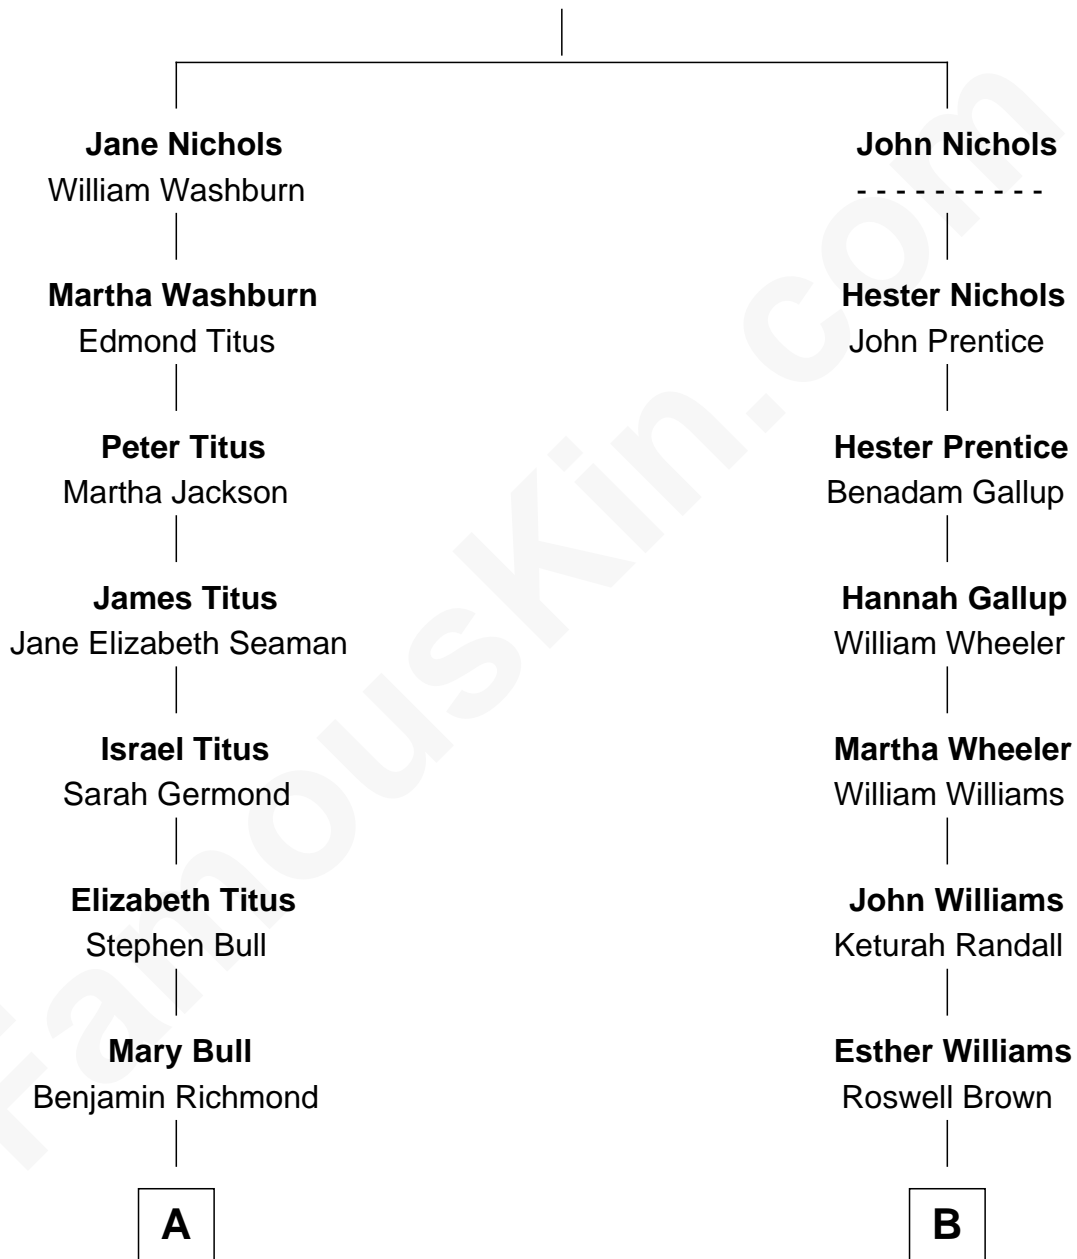 Jane Nichols
William Washburn
Martha Washburn
Edmond Titus
Peter Titus
Martha Jackson
James Titus
Jane Elizabeth Seaman
Israel Titus
Sarah Germond
Elizabeth Titus
Stephen Bull
Mary Bull
Benjamin Richmond
A
John Nichols
- - - - - - - - - -
Hester Nichols
John Prentice
Hester Prentice
Benadam Gallup
Hannah Gallup
William Wheeler
Martha Wheeler
William Williams
John Williams
Keturah Randall
Esther Williams
Roswell Brown
B
FamousKin.com